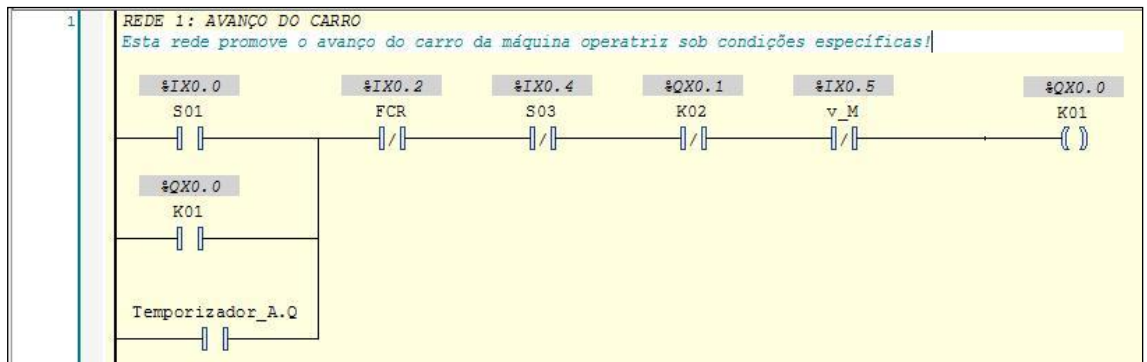 1
REDE 1: AVANÇO DO CARRO
Esta rede promove o avanço do carro da máquina operatriz sob condições específicas!
%IX0.0 %IX0.2 %IX0.4 %QX0.1 %IX0.5 %QX0.0
S01 FCR S03 K02 v_M K01
%QX0.0
K01
Temporizador_A.Q